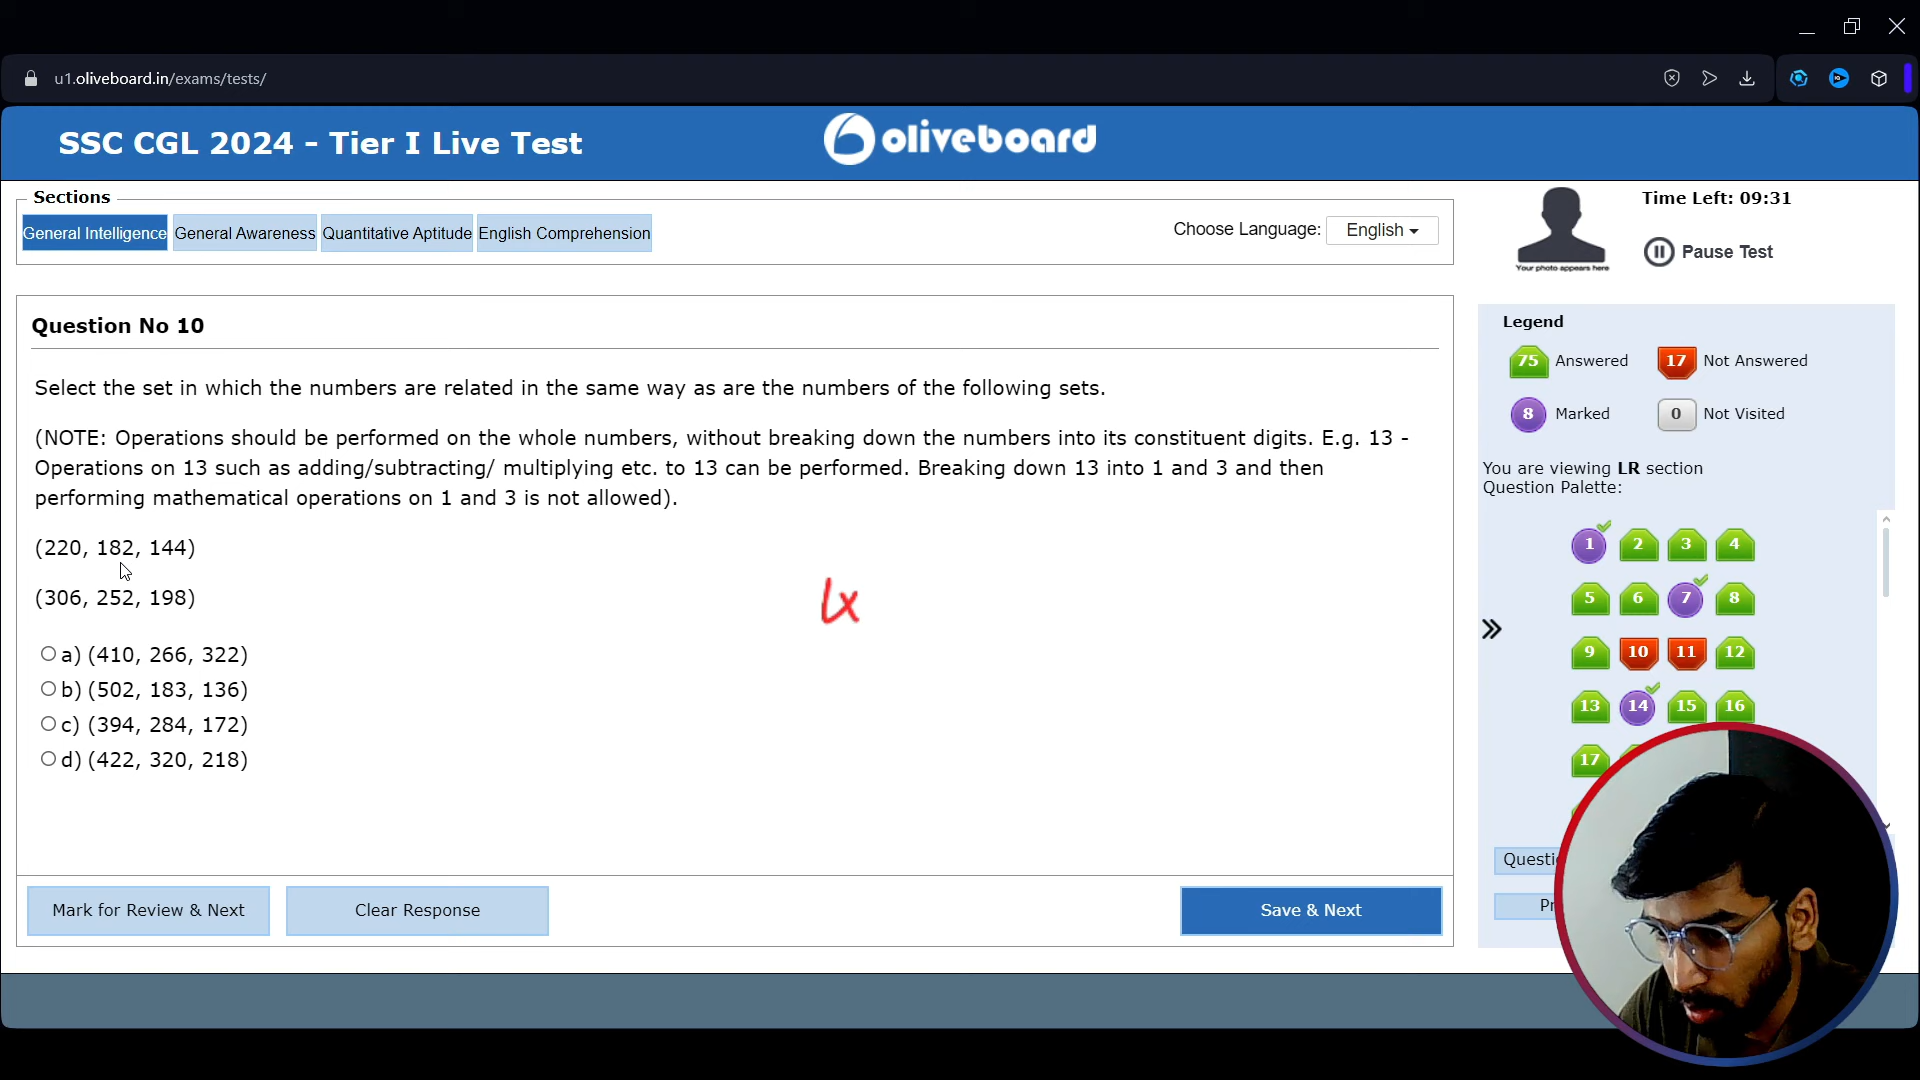 u1.oliveboard.in/exams/tests/
SSC CGL 2024 - Tier I Live Test
oliveboard
Sections
General Intelligence
General Awareness
Quantitative Aptitude
English Comprehension
Choose Language:
English
Your photo appears here
Time Left: 09:31
Pause Test
Question No 10
Select the set in which the numbers are related in the same way as are the numbers of the following sets.
(NOTE: Operations should be performed on the whole numbers, without breaking down the numbers into its constituent digits. E.g. 13 -
Operations on 13 such as adding/subtracting/ multiplying etc. to 13 can be performed. Breaking down 13 into 1 and 3 and then
performing mathematical operations on 1 and 3 is not allowed).
(220, 182, 144)
(306, 252, 198)
a) (410, 266, 322)
b) (502, 183, 136)
c) (394, 284, 172)
d) (422, 320, 218)
Mark for Review & Next
Clear Response
Save & Next
Legend
75 Answered
17 Not Answered
8 Marked
0 Not Visited
You are viewing LR section
Question Palette:
1 2 3 4
5 6 7 8
9 10 11 12
13 14 15 16
17